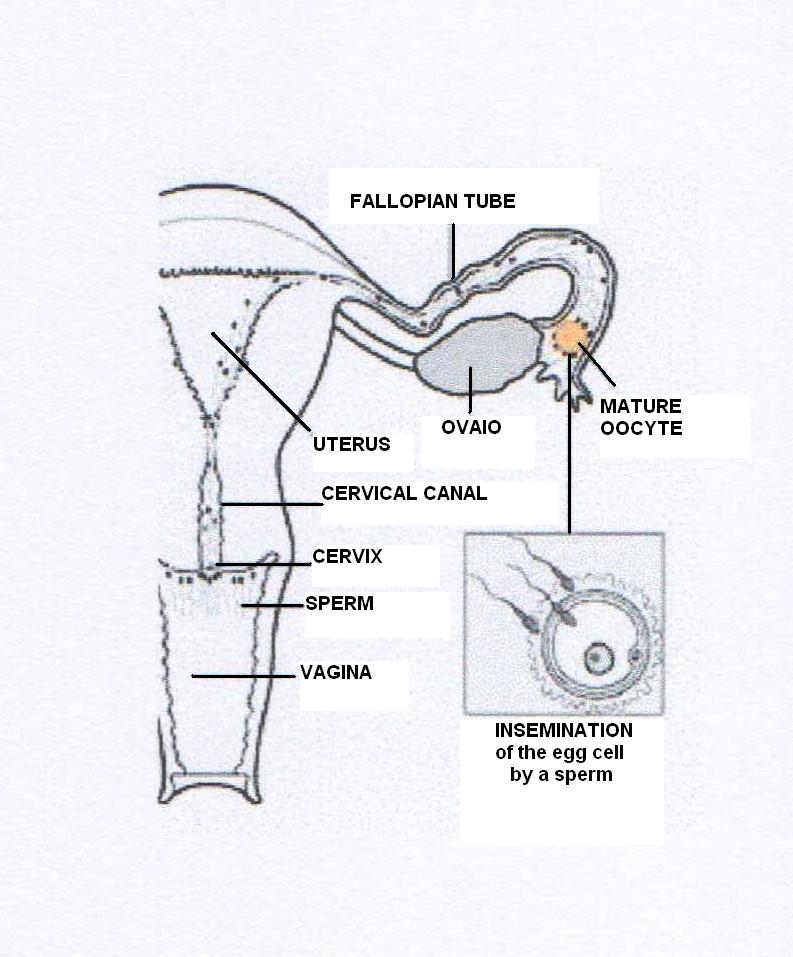 FALLOPIAN TUBE
MATURE
OOCYTE
OVAIO
UTERUS
CERVICAL CANAL
CERVIX
SPERM
VAGINA
INSEMINATION
of the egg cell
by a sperm